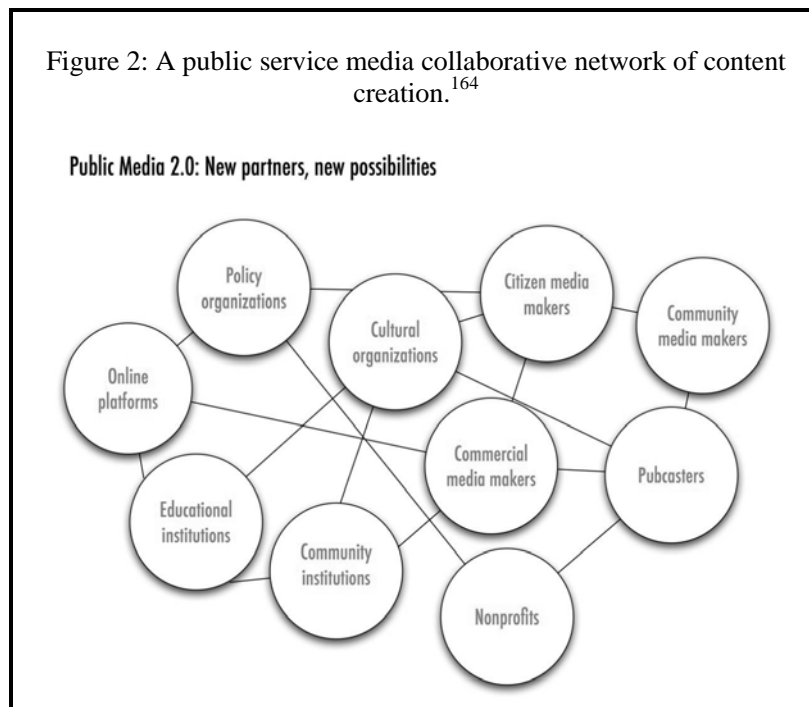 Figure 2: A public service media collaborative network of content
creation.164
Public Media 2.0: New partners, new possibilities
Policy
organizations
Citizen media
makers
Cultural
organizations
Community
media makers
Online
platforms
Commercial
media makers
Pubcasters
Educational
institutions
Community
institutions
Nonprofits